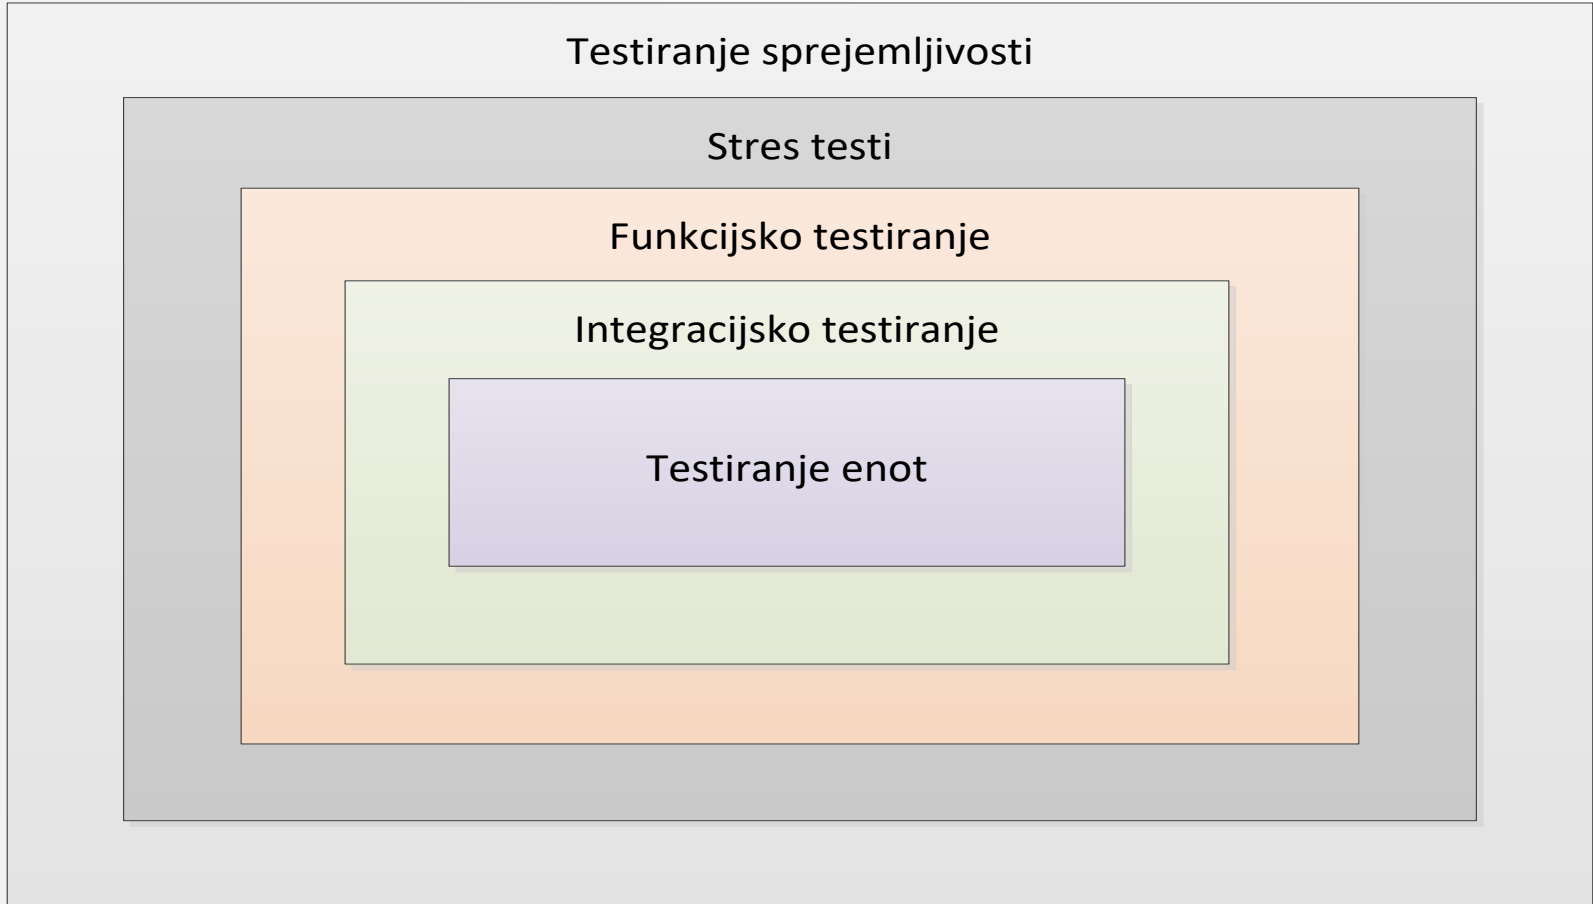 Testiranje sprejemljivosti
Stres testi
Funkcijsko testiranje
Integracijsko testiranje
Testiranje enot